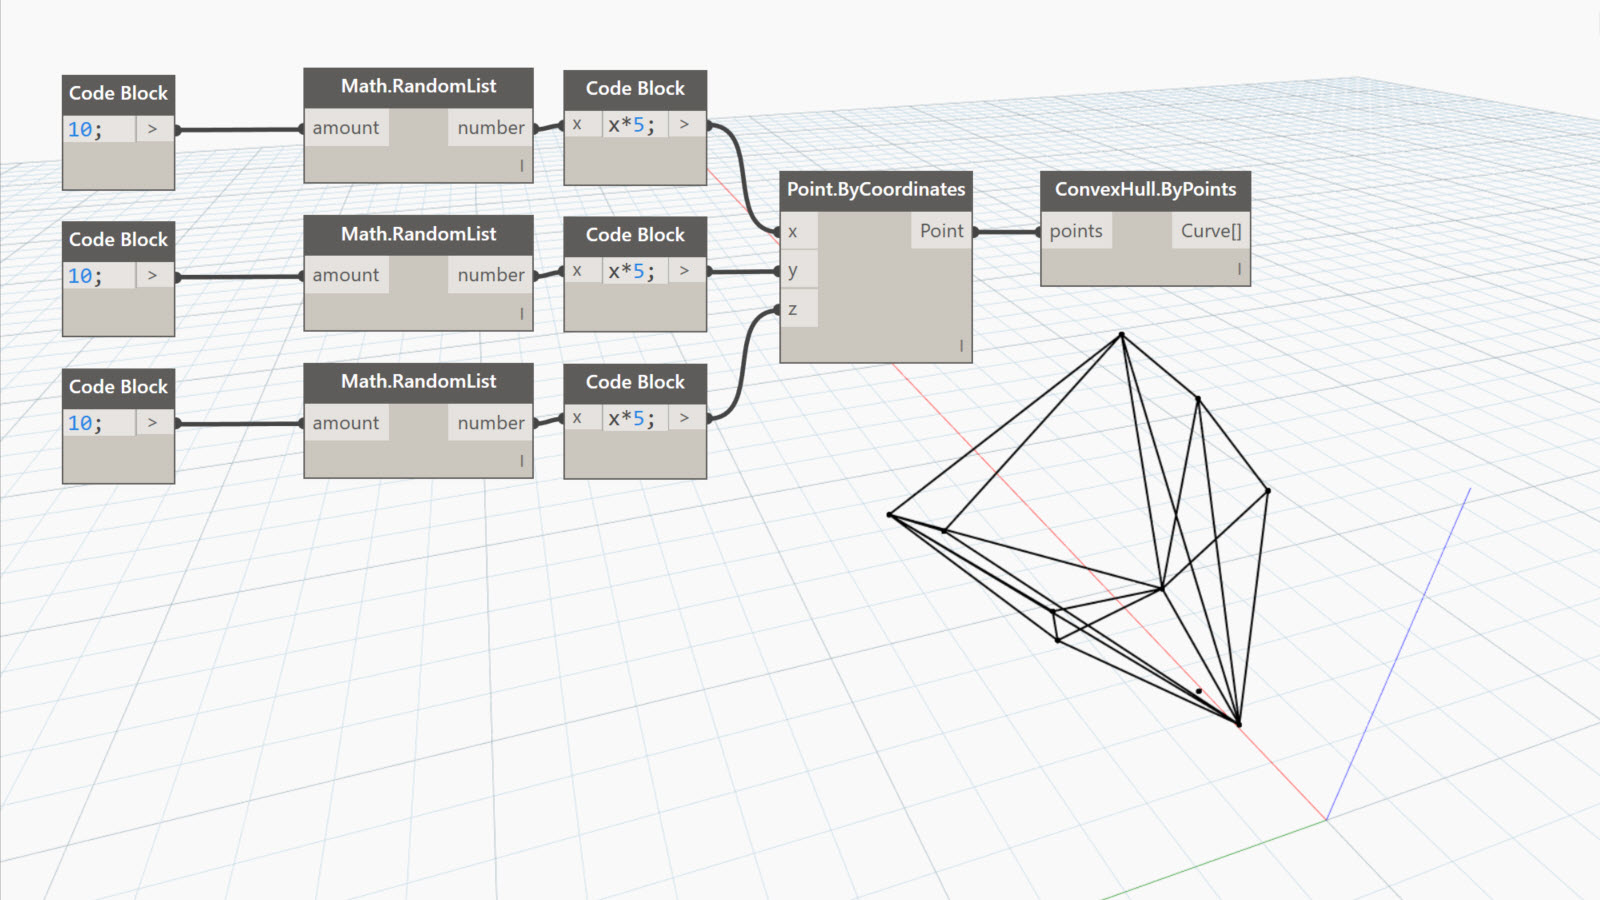 Code Block
10; >
Math.RandomList
amount number
l
Code Block
x x*5; >
Code Block
10; >
Math.RandomList
amount number
l
Code Block
x x*5; >
Code Block
10; >
Math.RandomList
amount number
l
Code Block
x x*5; >
Point.ByCoordinates
x Point
y
z
l
ConvexHull.ByPoints
points Curve[]
l